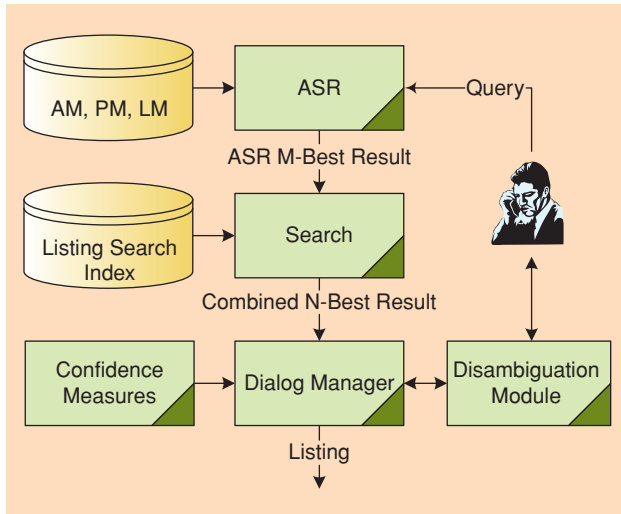 AM, PM, LM
ASR
Query
ASR M-Best Result
Listing Search
Index
Search
Combined N-Best Result
Confidence
Measures
Dialog Manager
Disambiguation
Module
Listing